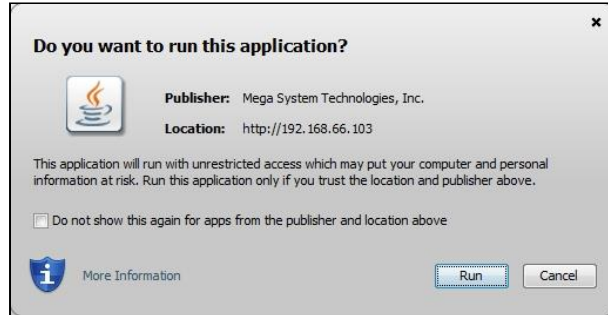 Do you want to run this application?
Publisher: Mega System Technologies, Inc.
Location: http://192.168.66.103
This application will run with unrestricted access which may put your computer and personal
information at risk. Run this application only if you trust the location and publisher above.
Do not show this again for apps from the publisher and location above
More Information
Run
Cancel